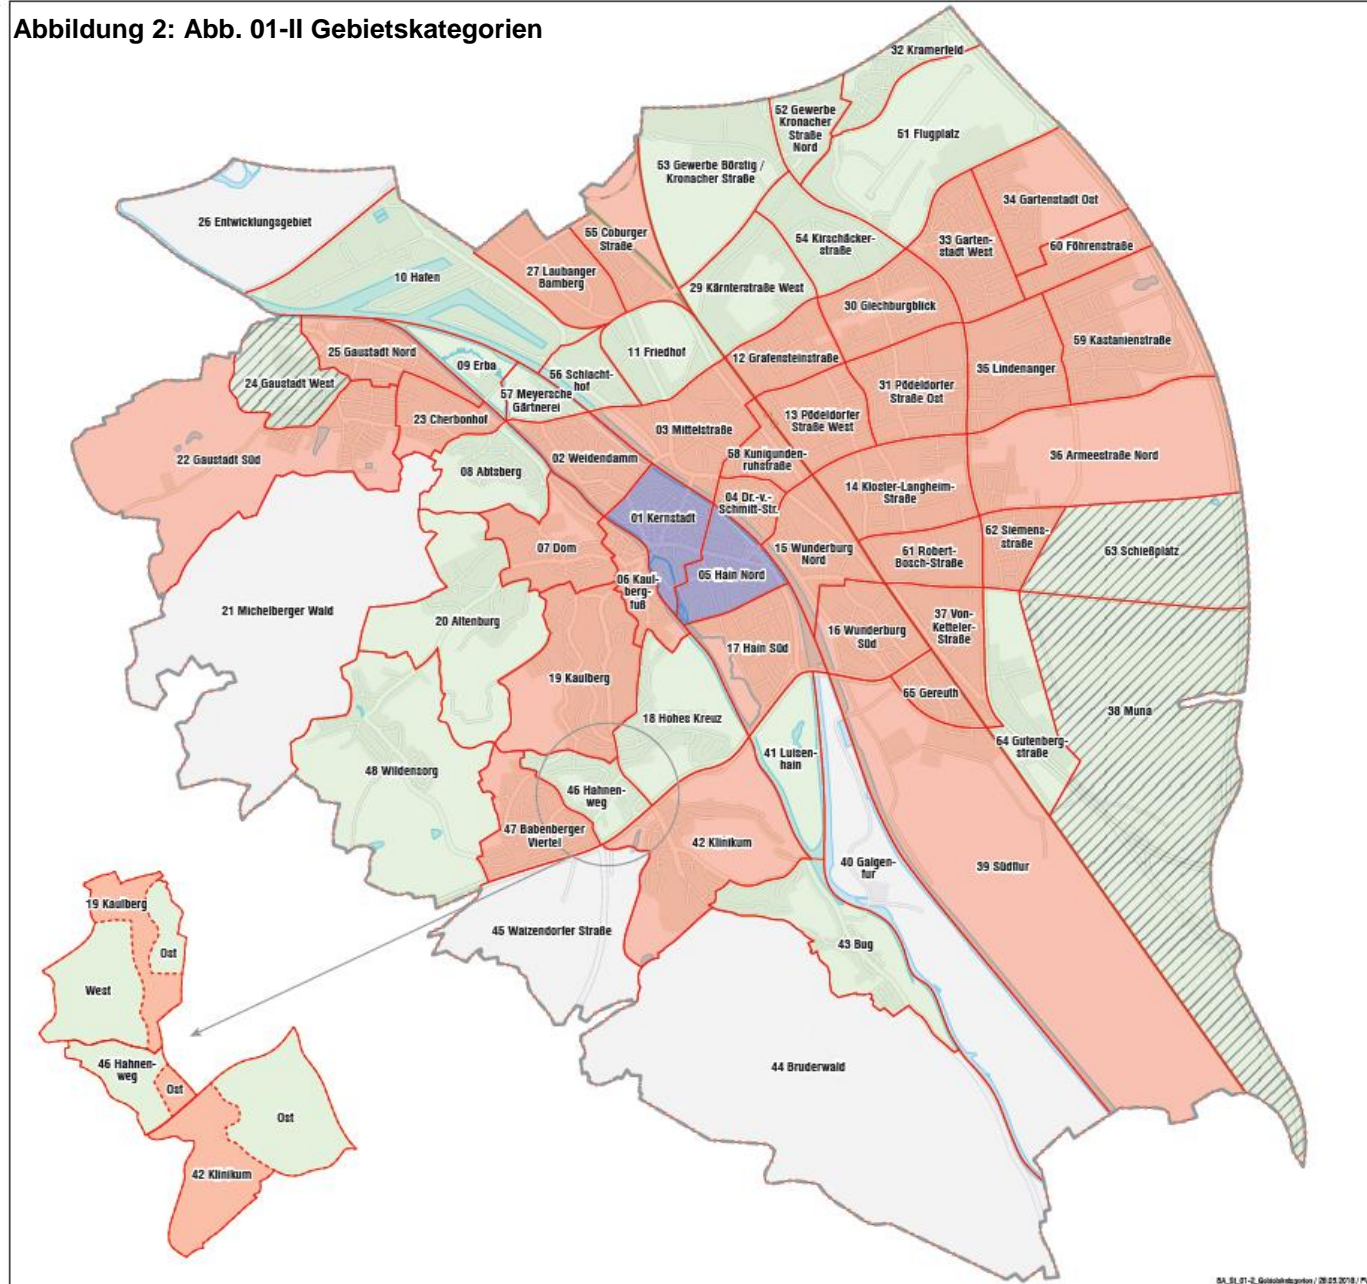 Abbildung 2: Abb. 01-II Gebietskategorien
32 Kramerfeld
52 Gewerbe
Kronacher
Straße
Nord
51 Flugplatz
53 Gewerbe Börstig /
Kronacher Straße
34 Gartenstadt Ost
26 Entwicklungsgebiet
55 Coburger
Straße
54 Kirschäcker-
straße
33 Garten-
stadt West
60 Föhrenstraße
27 Laubanger
Bamberg
10 Hafen
29 Kärnterstraße West
30 Giechburgblick
59 Kastanienstraße
25 Gaustadt Nord
11 Friedhof
12 Grafensteinstraße
09 Erba
56 Schlacht-
hof
35 Lindenanger
24 Gaustadt West
57 Meyersche
Gärtnerei
31 Pödeldorfer
Straße Ost
23 Cherbonhof
13 Pödeldorfer
Straße West
03 Mittelstraße
22 Gaustadt Süd
02 Weidendamm
58 Kunigunden-
ruhstraße
36 Armeestraße Nord
08 Abtsberg
14 Kloster-Langheim-
Straße
04 Dr.-v.-
Schmitt-Str.
01 Kernstadt
07 Dom
15 Wunderburg
Nord
61 Robert-
Bosch-Straße
62 Siemens-
straße
63 Schießplatz
05 Hain Nord
06 Kaul-
berg-
fuß
21 Michelberger Wald
20 Altenburg
16 Wunderburg
Süd
37 Von-
Ketteler-
Straße
17 Hain Süd
19 Kaulberg
65 Gereuth
18 Hohes Kreuz
38 Muna
64 Gutenberg-
straße
41 Luisen-
hain
48 Wildensorg
46 Hahnen-
weg
47 Babenberger
Viertel
42 Klinikum
40 Galgen-
fur
39 Südflur
19 Kaulberg
45 Waizendorfer Straße
43 Bug
Ost
West
44 Bruderwald
46 Hahnen-
weg
Ost
Ost
42 Klinikum